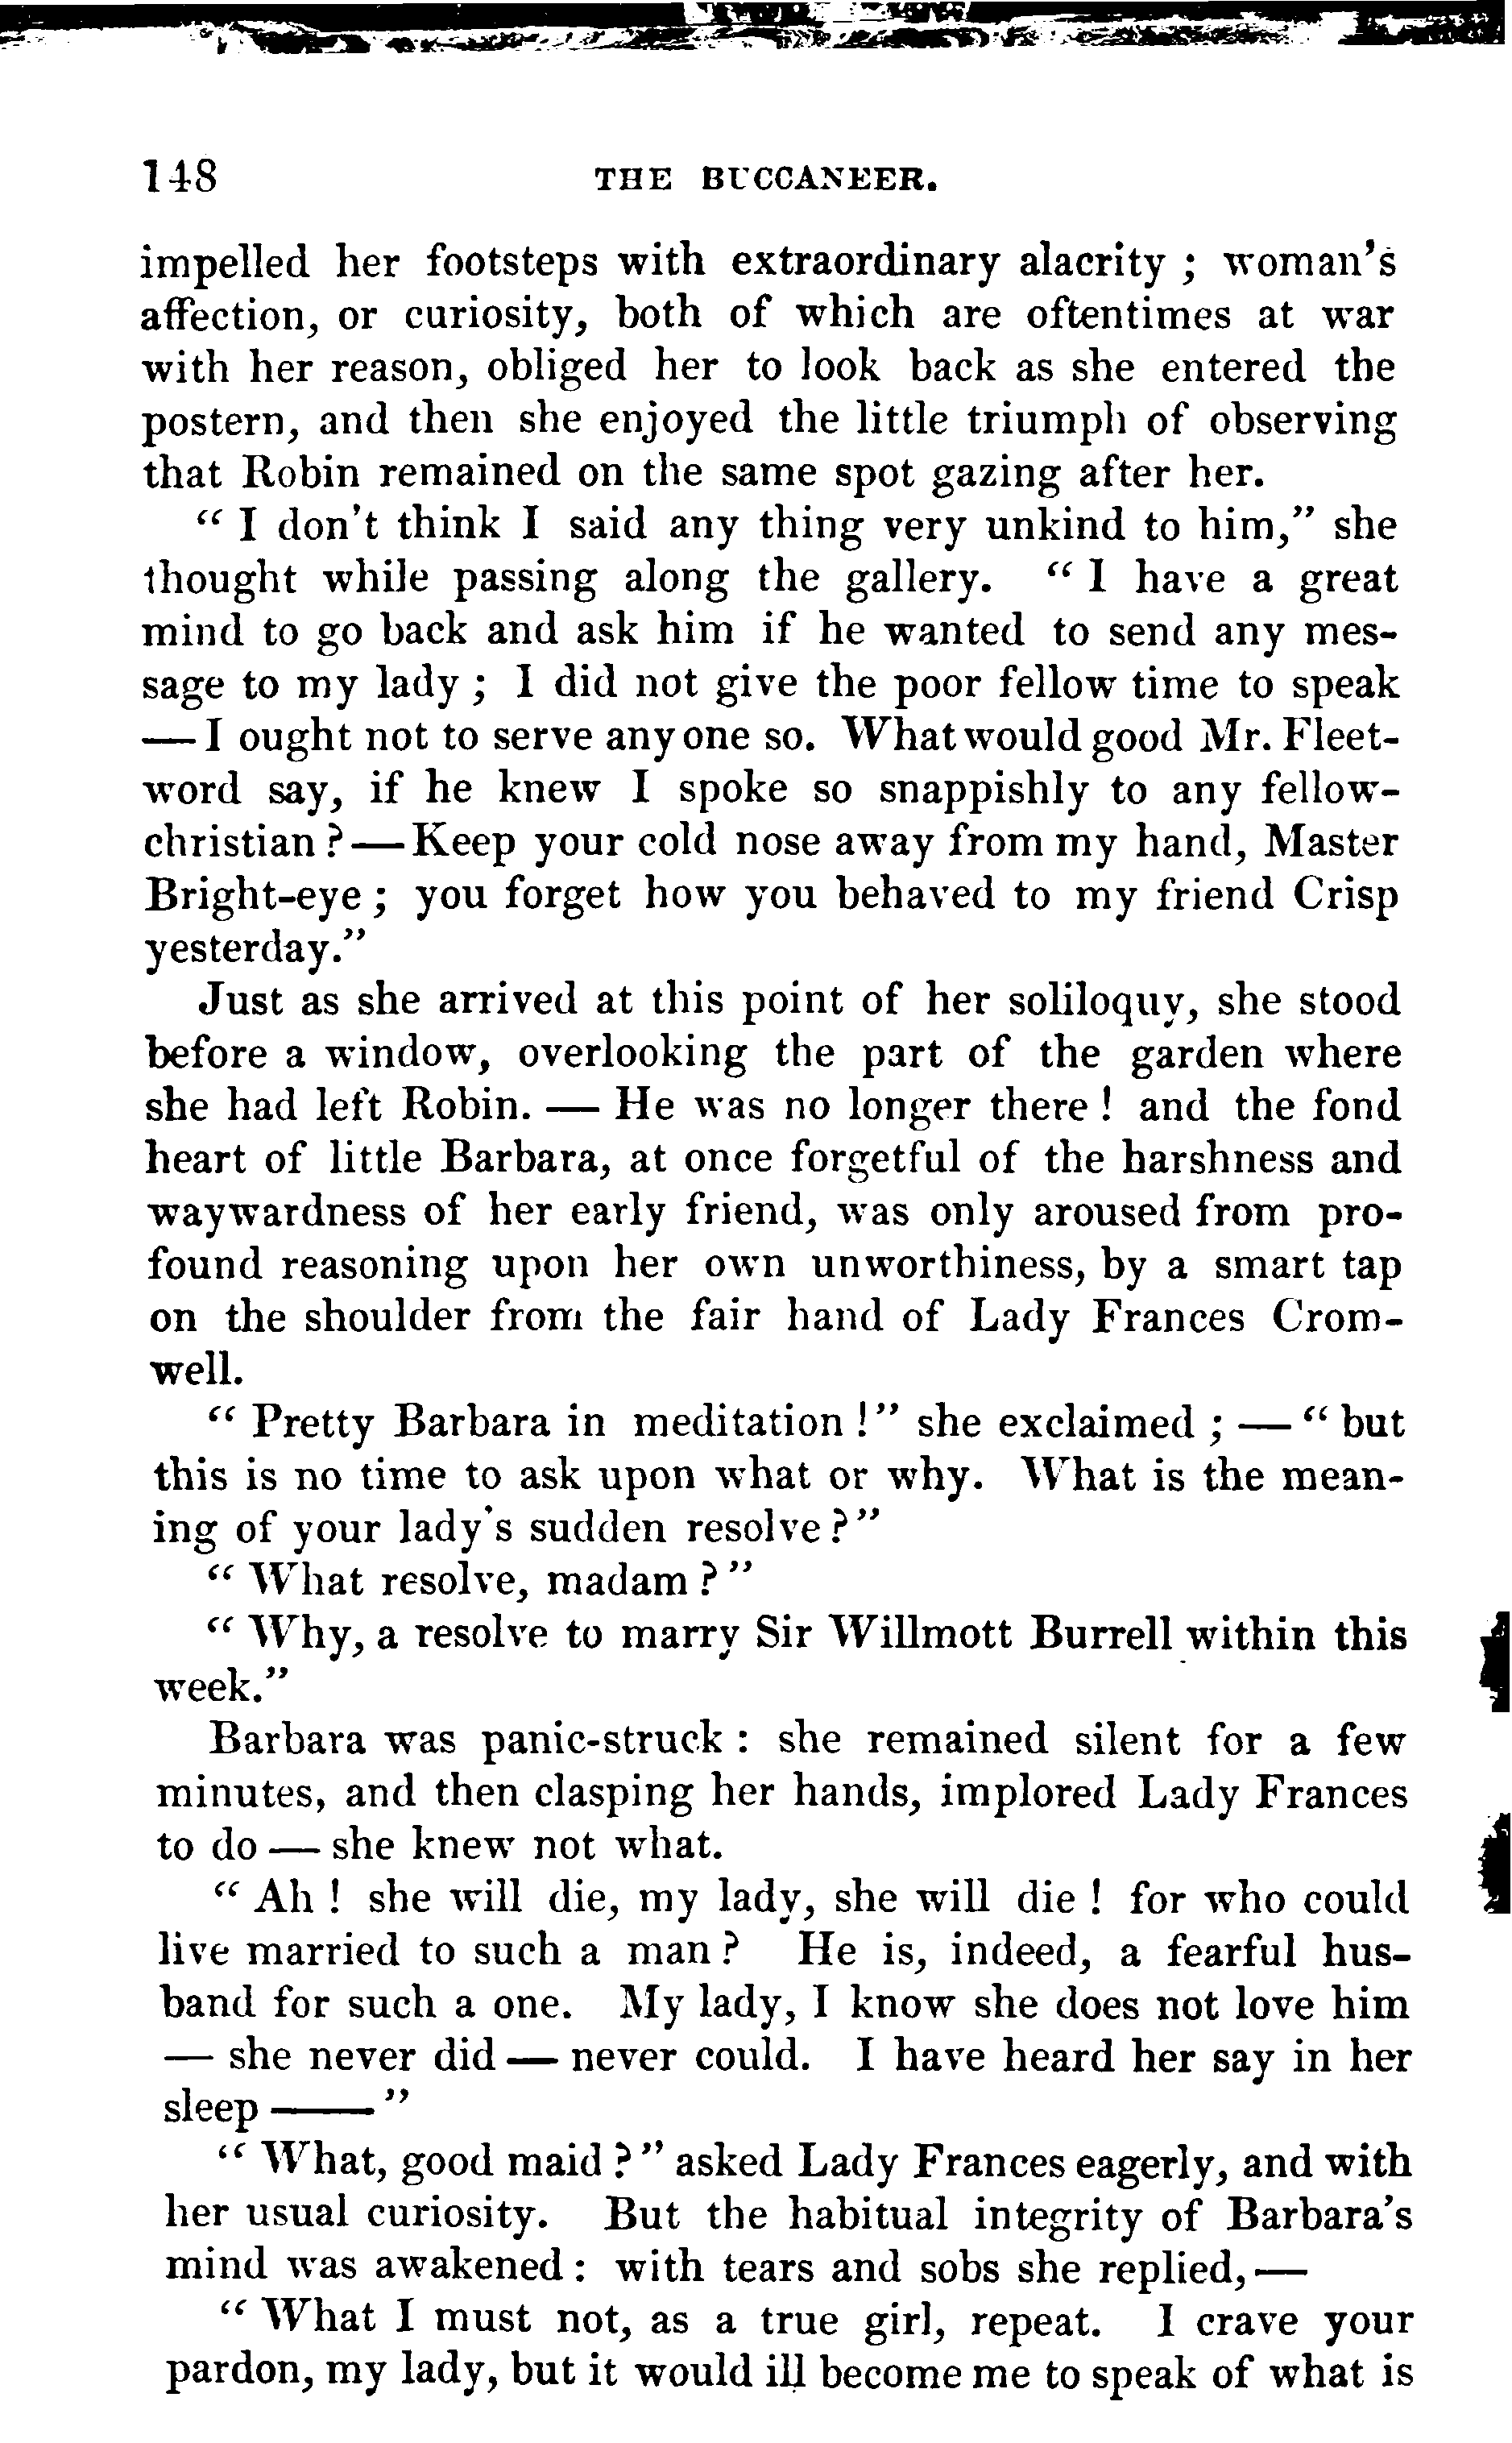 148 THE BUCCANEER.
impelled her footsteps with extraordinary alacrity ; woman's
affection, or curiosity, both of which are oftentimes at war
with her reason, obliged her to look back as she entered the
postern, and then she enjoyed the little triumph of observing
that Robin remained on the same spot gazing after her.
“ I don't think I said any thing very unkind to him,” she
thought while passing along the gallery. “ I have a great
mind to go back and ask him if he wanted to send any mes-
sage to my lady ; I did not give the poor fellow time to speak
— I ought not to serve any one so. What would good Mr. Fleet-
word say, if he knew I spoke so snappishly to any fellow-
christian ?—Keep your cold nose away from my hand, Master
Bright-eye ; you forget how you behaved to my friend Crisp
yesterday.”
Just as she arrived at this point of her soliloquy, she stood
before a window, overlooking the part of the garden where
she had left Robin. — He was no longer there ! and the fond
heart of little Barbara, at once forgetful of the harshness and
waywardness of her early friend, was only aroused from pro-
found reasoning upon her own unworthiness, by a smart tap
on the shoulder from the fair hand of Lady Frances Crom-
well.
“ Pretty Barbara in meditation !” she exclaimed ; — “ but
this is no time to ask upon what or why. What is the mean-
ing of your lady's sudden resolve ?”
“ What resolve, madam ? ”
“ Why, a resolve to marry Sir Willmott Burrell within this
week.”
Barbara was panic-struck : she remained silent for a few
minutes, and then clasping her hands, implored Lady Frances
to do — she knew not what.
“ Ah ! she will die, my lady, she will die ! for who could
live married to such a man ? He is, indeed, a fearful hus-
band for such a one. My lady, I know she does not love him
— she never did — never could. I have heard her say in her
sleep —— ”
“ What, good maid ? ” asked Lady Frances eagerly, and with
her usual curiosity. But the habitual integrity of Barbara's
mind was awakened : with tears and sobs she replied,—
“ What I must not, as a true girl, repeat. I crave your
pardon, my lady, but it would ill become me to speak of what is